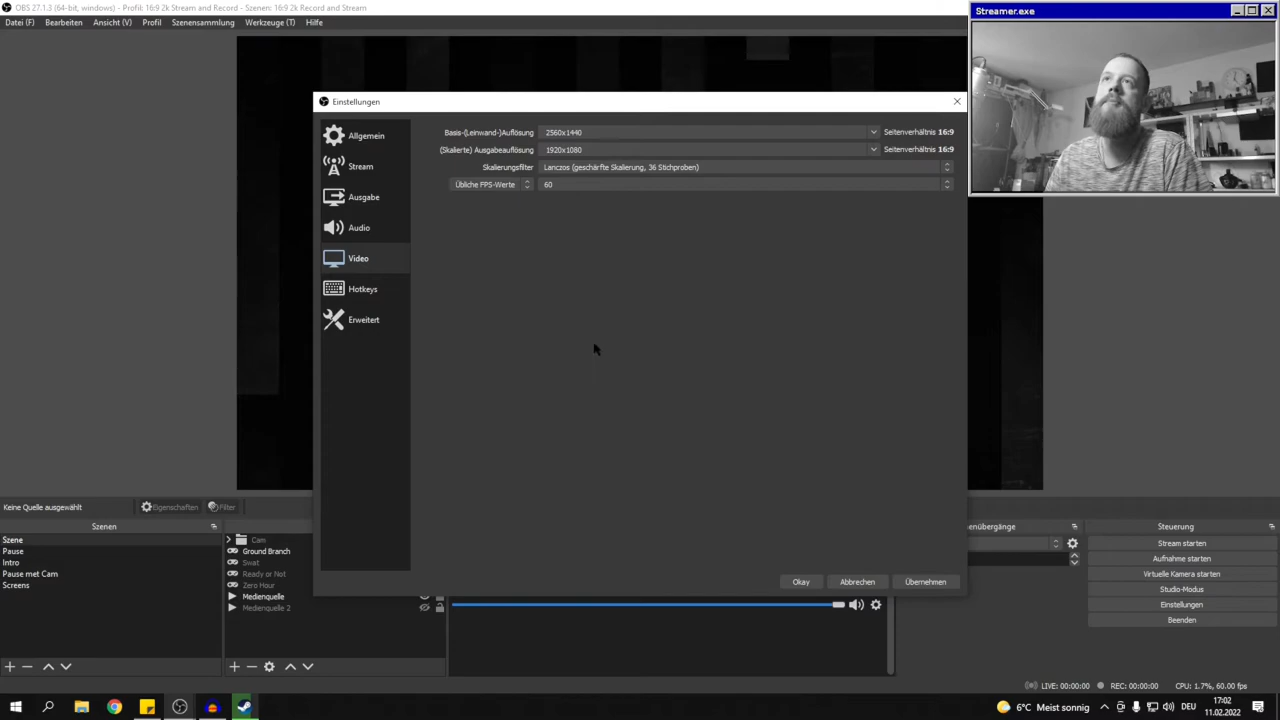 OBS 27.1.3 (64-bit, windows) - Profil: 16:9 2k Stream and Record - Szenen: 16:9 2k Stream and Record
Streamer.exe
Datei (F) Bearbeiten Ansicht (V) Profil Szenensammlung Werkzeuge (T) Hilfe
Einstellungen
Allgemein
Stream
Ausgabe
Audio
Video
Hotkeys
Erweitert
Basis-(Leinwand-)Auflösung 2560x1440 Seitenverhältnis 16:9
(Skalierte) Ausgabeauflösung 1920x1080 Seitenverhältnis 16:9
Skalierungsfilter Lanczos (geschärfte Skalierung, 36 Stichproben)
Übliche FPS-Werte 60
Okay Abbrechen Übernehmen
Keine Quelle ausgewählt Eigenschaften Filter
Szenen
Szene
Pause
Intro
Pause met Cam
Screens
Cam
Ground Branch
Swat
Ready or Not
Zero Hour
Medienquelle
Medienquelle 2
nenübergänge
Steuerung
Stream starten
Aufnahme starten
Virtuelle Kamera starten
Studio-Modus
Einstellungen
Beenden
LIVE: 00:00:00 REC: 00:00:00 CPU: 1.7%, 60.00 fps
6°C Meist sonnig DEU 17:02
11.02.2022